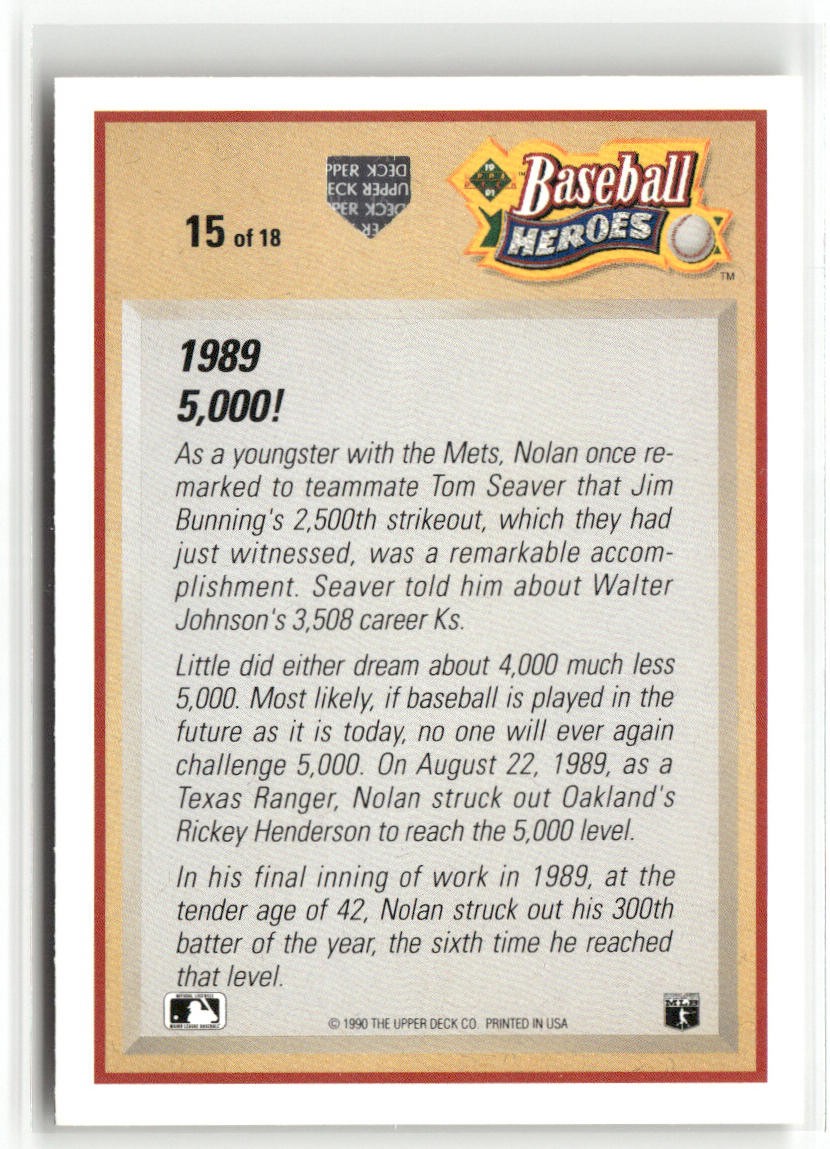 15 of 18
UPPER DECK
Baseball
HEROES
TM
1989
5,000!
As a youngster with the Mets, Nolan once re-
marked to teammate Tom Seaver that Jim
Bunning's 2,500th strikeout, which they had
just witnessed, was a remarkable accom-
plishment. Seaver told him about Walter
Johnson's 3,508 career Ks.
Little did either dream about 4,000 much less
5,000. Most likely, if baseball is played in the
future as it is today, no one will ever again
challenge 5,000. On August 22, 1989, as a
Texas Ranger, Nolan struck out Oakland's
Rickey Henderson to reach the 5,000 level.
In his final inning of work in 1989, at the
tender age of 42, Nolan struck out his 300th
batter of the year, the sixth time he reached
that level.
© 1990 THE UPPER DECK CO. PRINTED IN USA
MLB